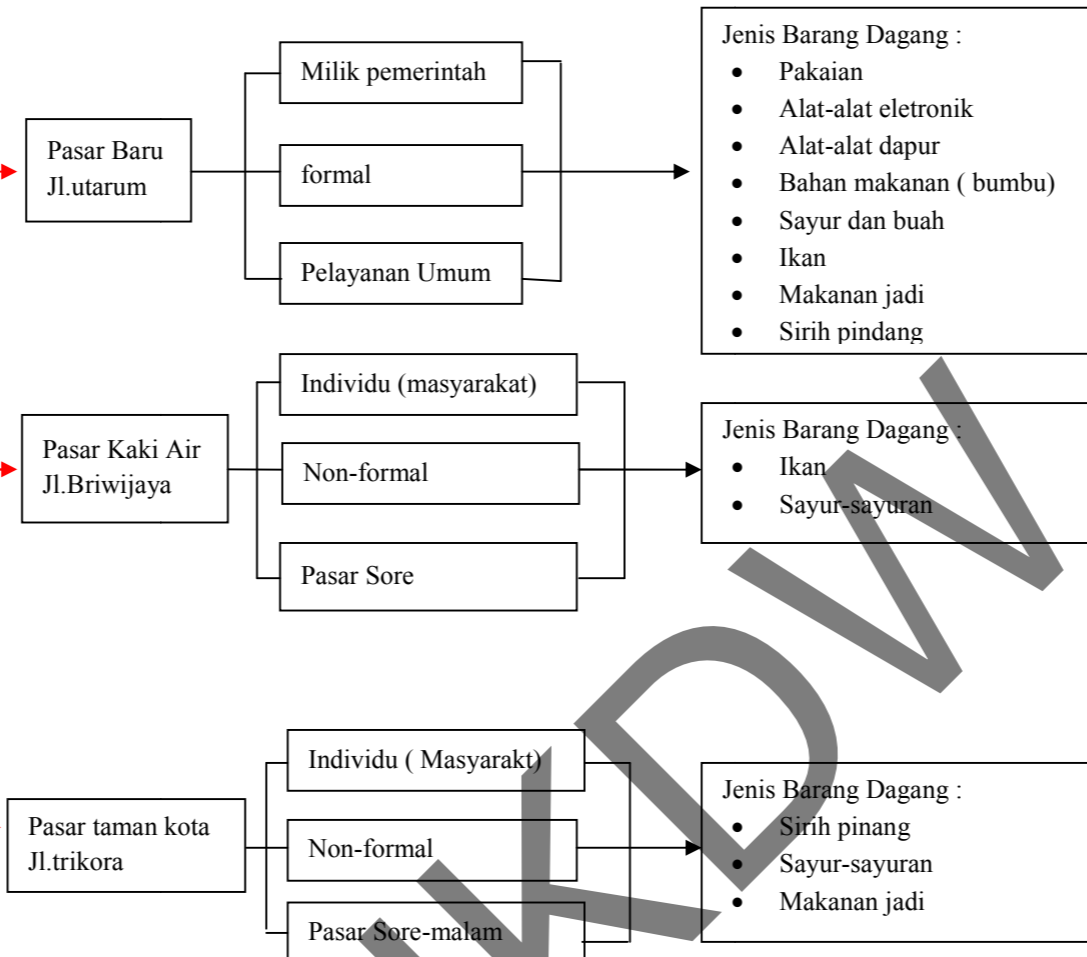 Pasar Baru
Jl.utarum
Milik pemerintah
formal
Pelayanan Umum
Jenis Barang Dagang :
• Pakaian
• Alat-alat eletronik
• Alat-alat dapur
• Bahan makanan ( bumbu)
• Sayur dan buah
• Ikan
• Makanan jadi
• Sirih pindang
Pasar Kaki Air
Jl.Briwijaya
Individu (masyarakat)
Non-formal
Pasar Sore
Jenis Barang Dagang :
• Ikan
• Sayur-sayuran
Pasar taman kota
Jl.trikora
Individu ( Masyarakt)
Non-formal
Pasar Sore-malam
Jenis Barang Dagang :
• Sirih pinang
• Sayur-sayuran
• Makanan jadi
KDW